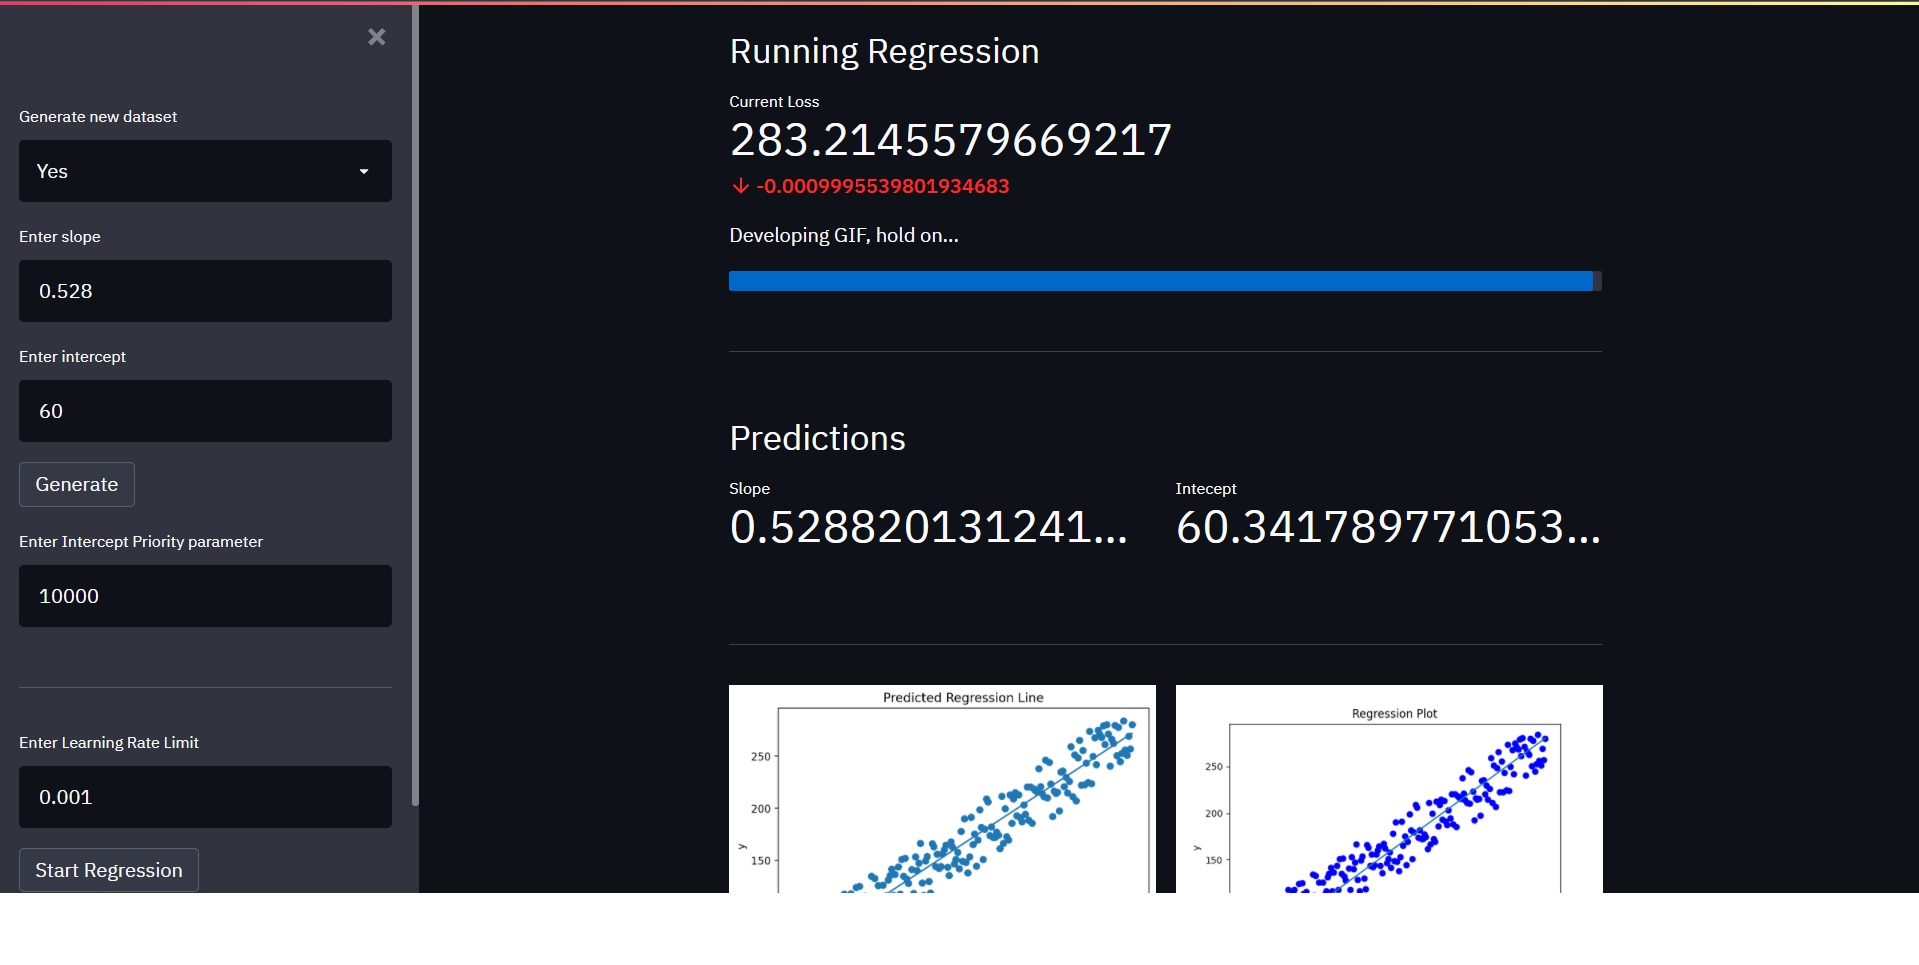 Generate new dataset
Yes
Enter slope
0.528
Enter intercept
60
Generate
Enter Intercept Priority parameter
10000
Enter Learning Rate Limit
0.001
Start Regression
Running Regression
Current Loss
283.2145579669217
-0.0009995539801934683
Developing GIF, hold on...
Predictions
Slope
0.528820131241...
Intecept
60.341789771053...
Predicted Regression Line
250
200
150
y
Regression Plot
250
200
150
y